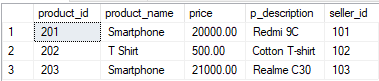 product_id product_name price p_description seller_id
1 201 Smartphone 20000.00 Redmi 9C 101
2 202 T Shirt 500.00 Cotton T-shirt 102
3 203 Smartphone 21000.00 Realme C30 103